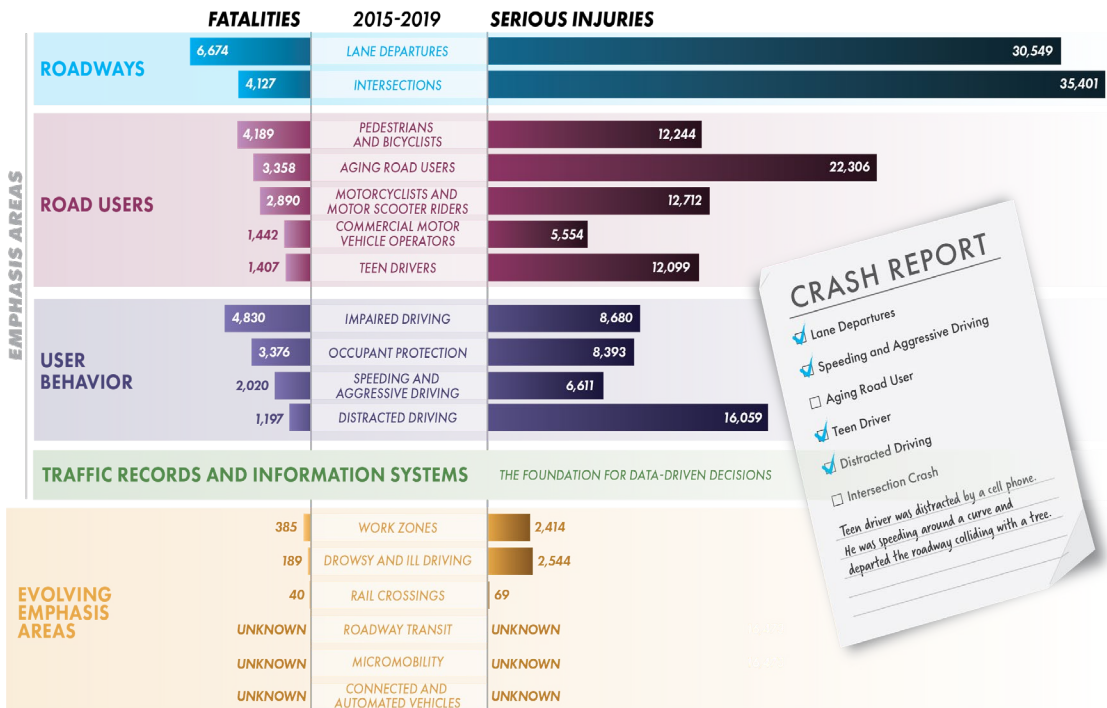 FATALITIES 2015-2019 SERIOUS INJURIES
EMPHASIS AREAS
ROADWAYS
6,674 LANE DEPARTURES 30,549
4,127 INTERSECTIONS 35,401
ROAD USERS
4,189 PEDESTRIANS AND BICYCLISTS 12,244
3,358 AGING ROAD USERS 22,306
2,890 MOTORCYCLISTS AND MOTOR SCOOTER RIDERS 12,712
1,442 COMMERCIAL MOTOR VEHICLE OPERATORS 5,554
1,407 TEEN DRIVERS 12,099
USER
BEHAVIOR
4,830 IMPAIRED DRIVING 8,680
3,376 OCCUPANT PROTECTION 8,393
2,020 SPEEDING AND AGGRESSIVE DRIVING 6,611
1,197 DISTRACTED DRIVING 16,059
TRAFFIC RECORDS AND INFORMATION SYSTEMS THE FOUNDATION FOR DATA-DRIVEN DECISIONS
EVOLVING
EMPHASIS
AREAS
385 WORK ZONES 2,414
189 DROWSY AND ILL DRIVING 2,544
40 RAIL CROSSINGS 69
UNKNOWN ROADWAY TRANSIT UNKNOWN
UNKNOWN MICROMOBILITY UNKNOWN
UNKNOWN CONNECTED AND AUTOMATED VEHICLES UNKNOWN
CRASH REPORT
Lane Departures
Speeding and Aggressive Driving
Aging Road User
Teen Driver
Distracted Driving
Intersection Crash
Teen driver was distracted by a cell phone.
He was speeding around a curve and
departed the roadway colliding with a tree.